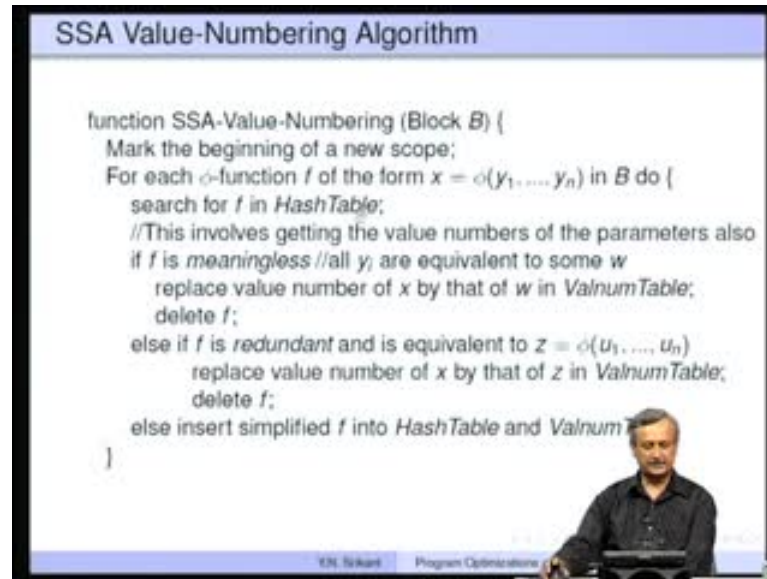 SSA Value-Numbering Algorithm
function SSA-Value-Numbering (Block B) {
Mark the beginning of a new scope;
For each ϕ-function f of the form x = ϕ(y₁, ..., yₙ) in B do {
search for f in HashTable;
//This involves getting the value numbers of the parameters also
if f is meaningless //all yᵢ are equivalent to some w
replace value number of x by that of w in ValnumTable;
delete f;
else if f is redundant and is equivalent to z = ϕ(u₁, ..., uₙ)
replace value number of x by that of z in ValnumTable;
delete f;
else insert simplified f into HashTable and Valnum
}
Y.N. Srikant Program Optimizations